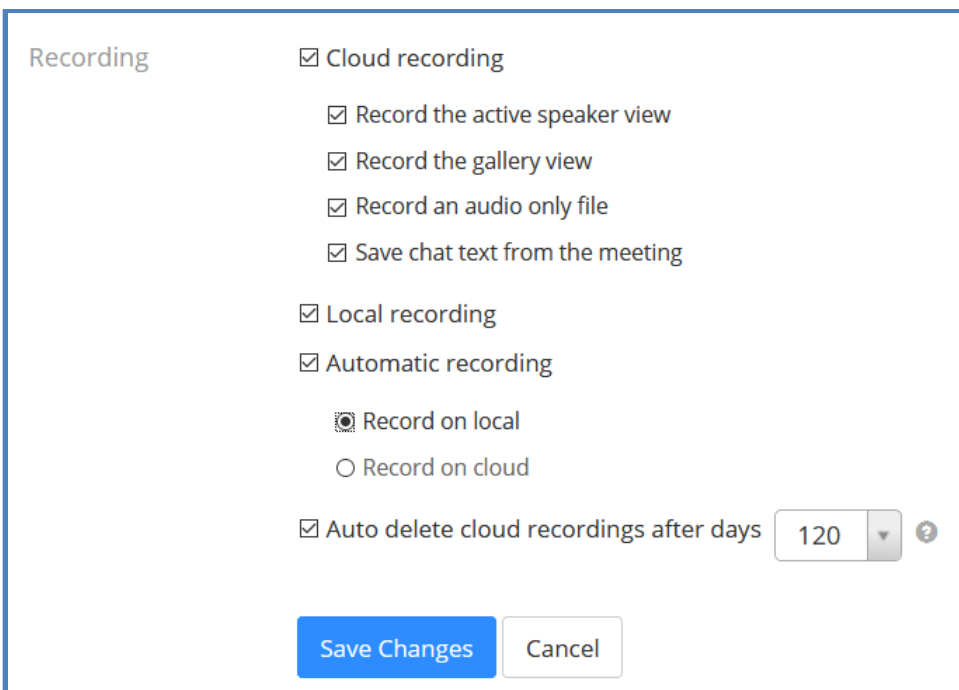 Recording
Cloud recording
Record the active speaker view
Record the gallery view
Record an audio only file
Save chat text from the meeting
Local recording
Automatic recording
Record on local
Record on cloud
Auto delete cloud recordings after days 120 ?
Save Changes Cancel